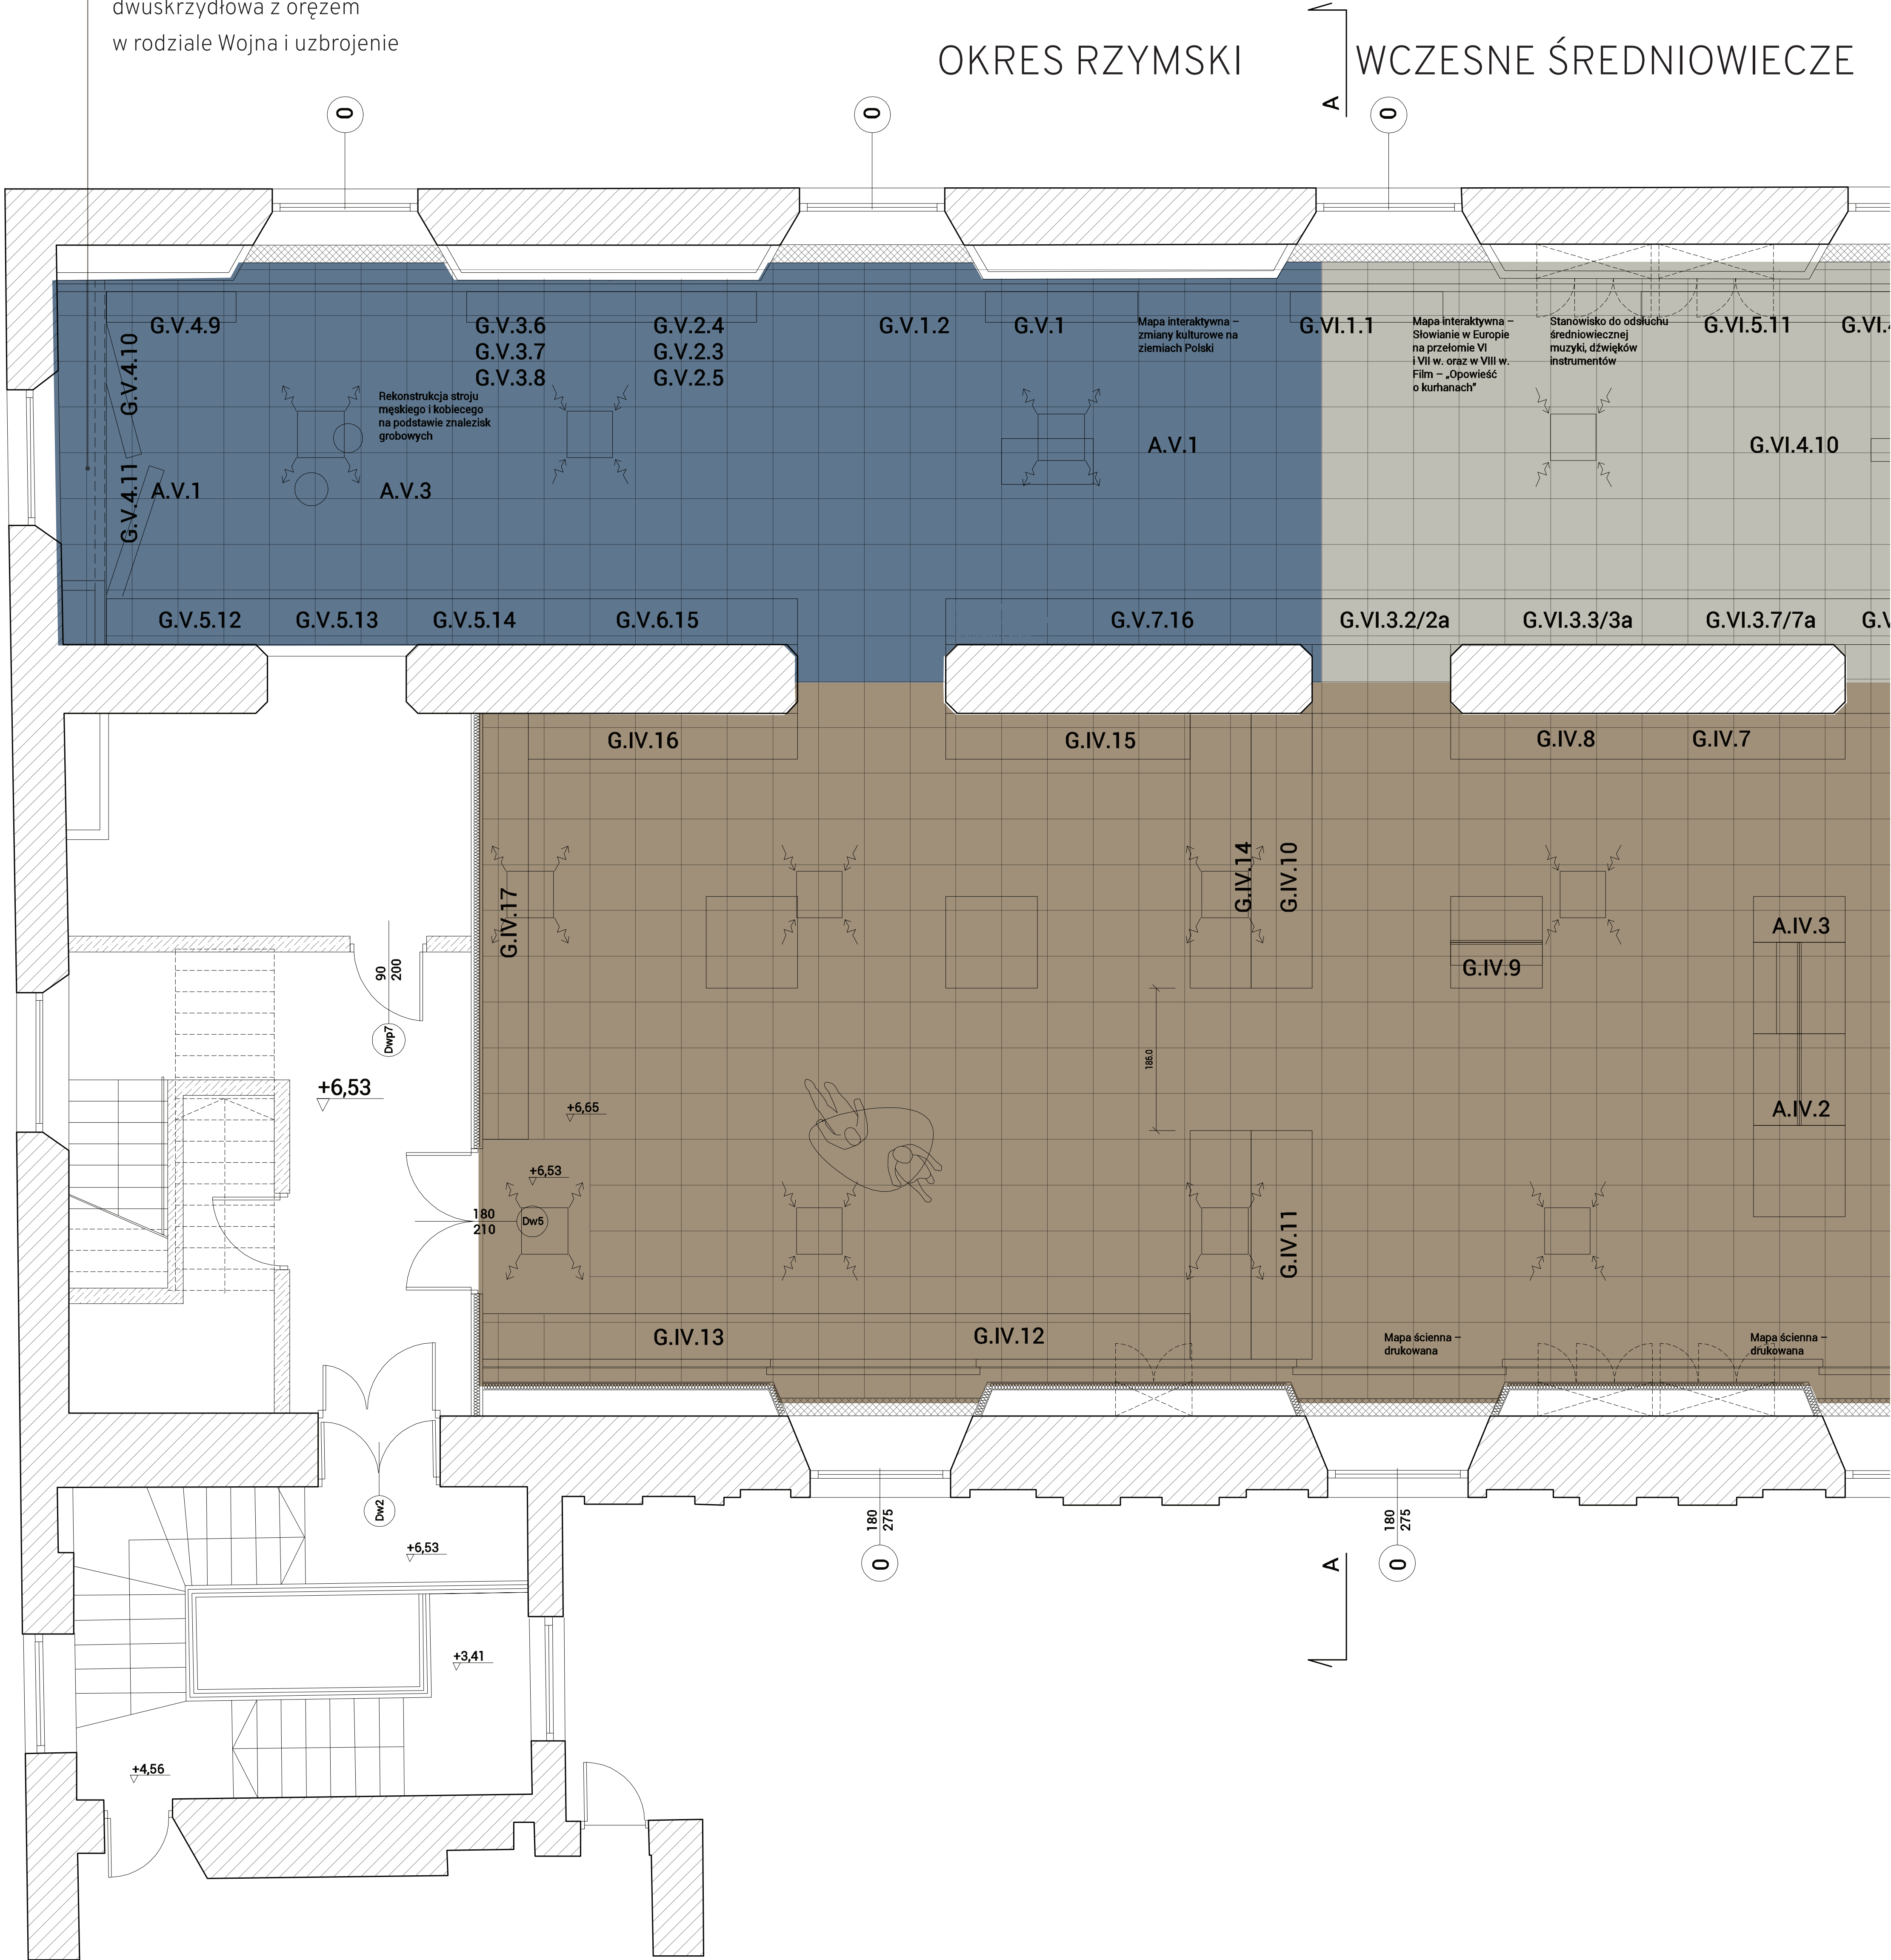 dwuskrzydłowa z orężem
w rodziale Wojna i uzbrojenie
OKRES RZYMSKI
WCZESNE ŚREDNIOWIECZE
A
0
0
0
G.V.4.9
G.V.3.6
G.V.3.7
G.V.3.8
G.V.2.4
G.V.2.3
G.V.2.5
G.V.1.2
G.V.1
Mapa interaktywna –
zmiany kulturowe na
ziemiach Polski
G.VI.1.1
Mapa interaktywna –
Słowianie w Europie
na przełomie VI
i VII w. oraz w VIII w.
Film – „Opowieść
o kurhanach”
Stanowisko do odsłuchu
średniowiecznej
muzyki, dźwięków
instrumentów
G.VI.5.11
G.VI.4
G.V.4.10
Rekonstrukcja stroju
męskiego i kobiecego
na podstawie znalezisk
grobowych
A.V.1
G.VI.4.10
G.V.4.11
A.V.1
A.V.3
G.V.5.12
G.V.5.13
G.V.5.14
G.V.6.15
G.V.7.16
G.VI.3.2/2a
G.VI.3.3/3a
G.VI.3.7/7a
G.V
G.IV.16
G.IV.15
G.IV.8
G.IV.7
G.IV.17
G.IV.14
G.IV.10
A.IV.3
G.IV.9
90
200
Dwp7
186.0
+6,53
+6,65
A.IV.2
+6,53
180
210
Dw5
G.IV.11
G.IV.13
G.IV.12
Mapa ścienna –
drukowana
Mapa ścienna –
drukowana
Dw2
180
275
180
275
+6,53
0
0
A
+3,41
+4,56